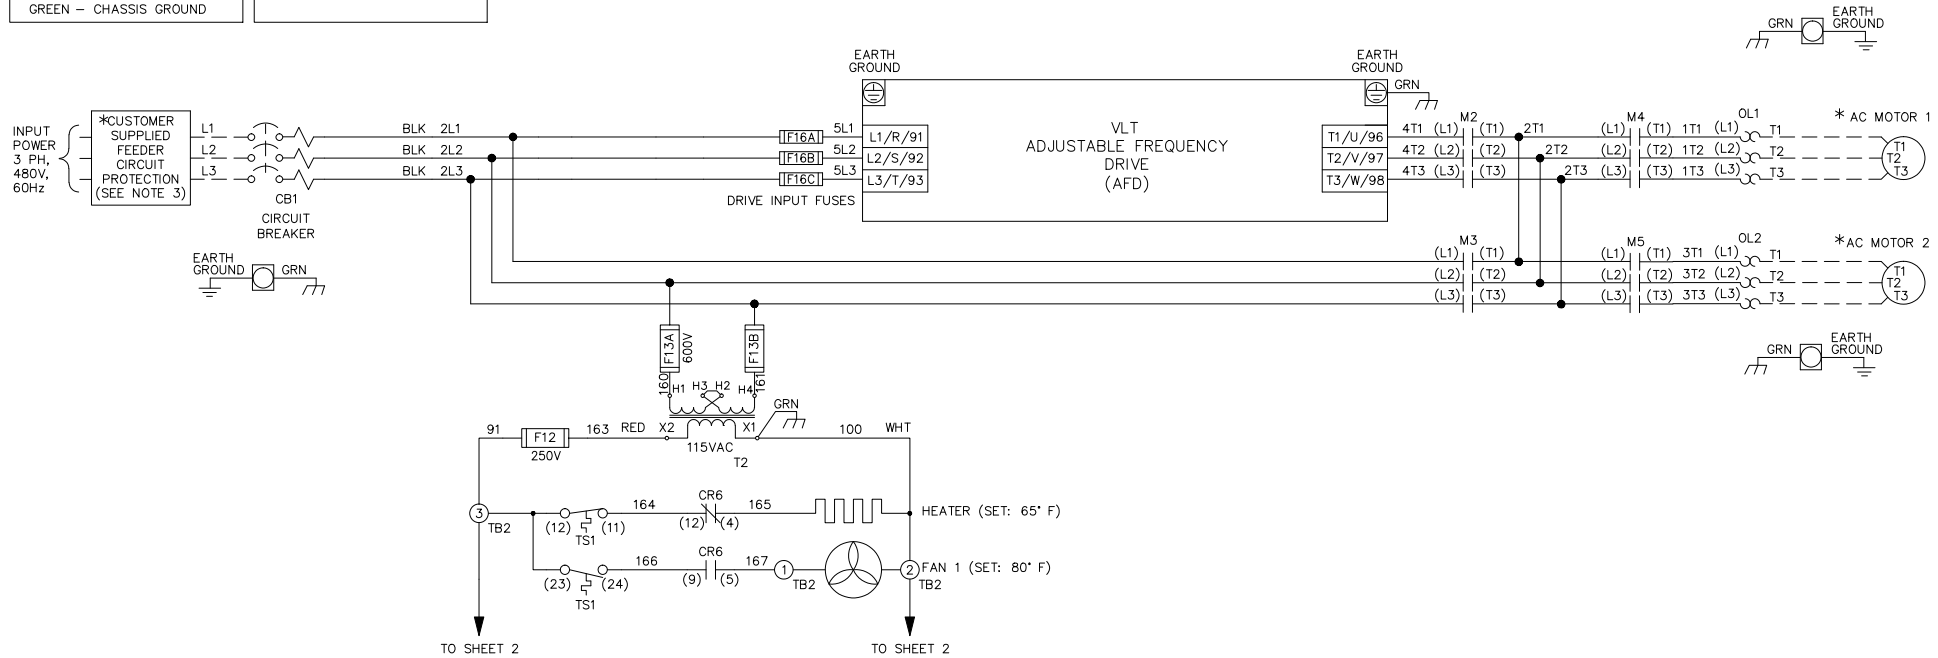 GREEN – CHASSIS GROUND
EARTH
GROUND
GRN
EARTH
GROUND
EARTH
GROUND
GRN
INPUT
POWER
3 PH,
480V,
60Hz
*CUSTOMER
SUPPLIED
FEEDER
CIRCUIT
PROTECTION
(SEE NOTE 3)
L1
L2
L3
CB1
CIRCUIT
BREAKER
BLK 2L1
BLK 2L2
BLK 2L3
F16A
F16B
F16C
5L1
5L2
5L3
DRIVE INPUT FUSES
L1/R/91
L2/S/92
L3/T/93
VLT
ADJUSTABLE FREQUENCY
DRIVE
(AFD)
T1/U/96
T2/V/97
T3/W/98
4T1 (L1) M2 (T1) 2T1 (L1) M4 (T1) 1T1 (L1) OL1 T1
4T2 (L2) (T2) 2T2 (L2) (T2) 1T2 (L2) T2
4T3 (L3) (T3) 2T3 (L3) (T3) 1T3 (L3) T3
* AC MOTOR 1
T1
T2
T3
EARTH
GROUND
GRN
(L1) M3 (T1) (L1) M5 (T1) 3T1 (L1) OL2 T1
(L2) (T2) (L2) (T2) 3T2 (L2) T2
(L3) (T3) (L3) (T3) 3T3 (L3) T3
*AC MOTOR 2
T1
T2
T3
GRN
EARTH
GROUND
F13A
600V
F13B
160
H1 H3 H2 H4
161
GRN
91
F12
250V
163 RED X2
X1 100 WHT
115VAC
T2
3
TB2
(12) (11)
TS1
164
CR6
(12) (4)
165
HEATER (SET: 65° F)
(23) (24)
TS1
166
CR6
(9) (5)
167
1
TB2
2
TB2
FAN 1 (SET: 80° F)
TO SHEET 2
TO SHEET 2